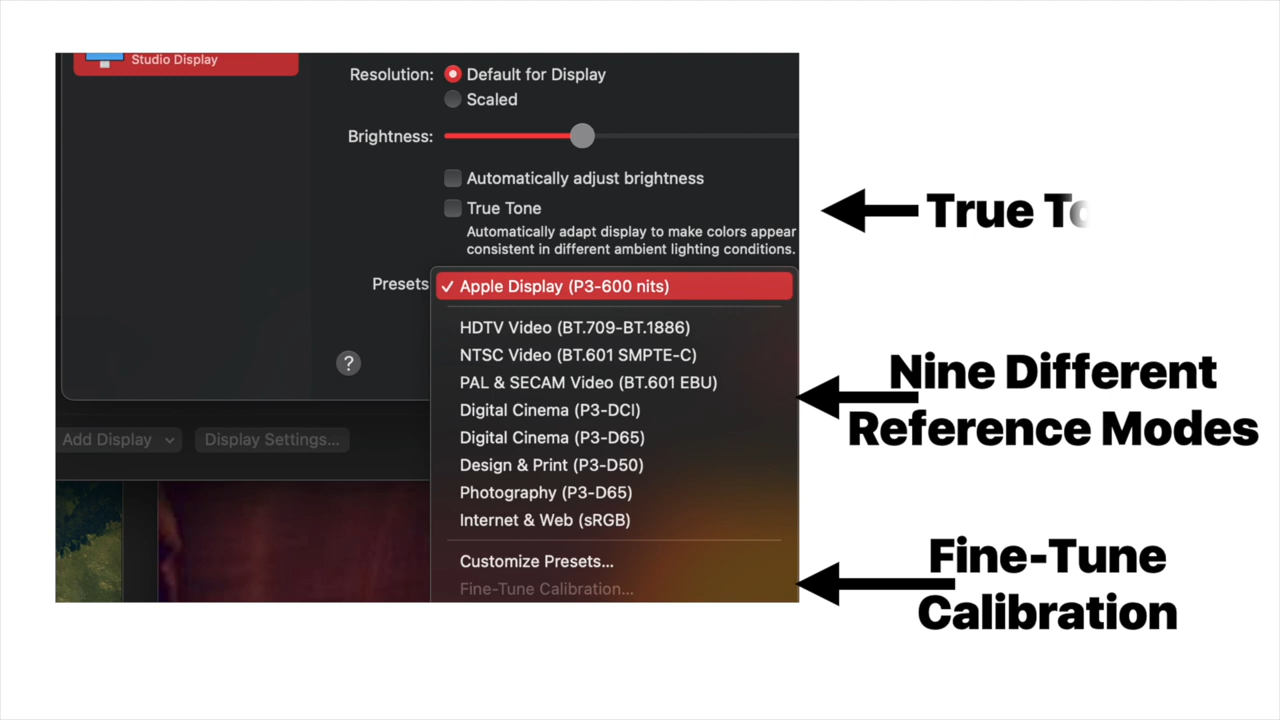 Studio Display
Resolution:
Default for Display
Scaled
Brightness:
Automatically adjust brightness
True Tone
Automatically adapt display to make colors appear
consistent in different ambient lighting conditions.
Presets
✓ Apple Display (P3-600 nits)
HDTV Video (BT.709-BT.1886)
NTSC Video (BT.601 SMPTE-C)
PAL & SECAM Video (BT.601 EBU)
Digital Cinema (P3-DCI)
Digital Cinema (P3-D65)
Design & Print (P3-D50)
Photography (P3-D65)
Internet & Web (sRGB)
Customize Presets...
Fine-Tune Calibration...
?
Add Display
Display Settings...
True
Nine Different
Reference Modes
Fine-Tune
Calibration